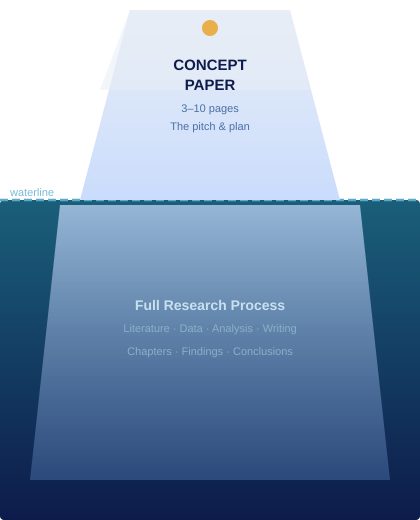 CONCEPT
PAPER
3–10 pages
The pitch & plan
waterline
Full Research Process
Literature · Data · Analysis · Writing
Chapters · Findings · Conclusions